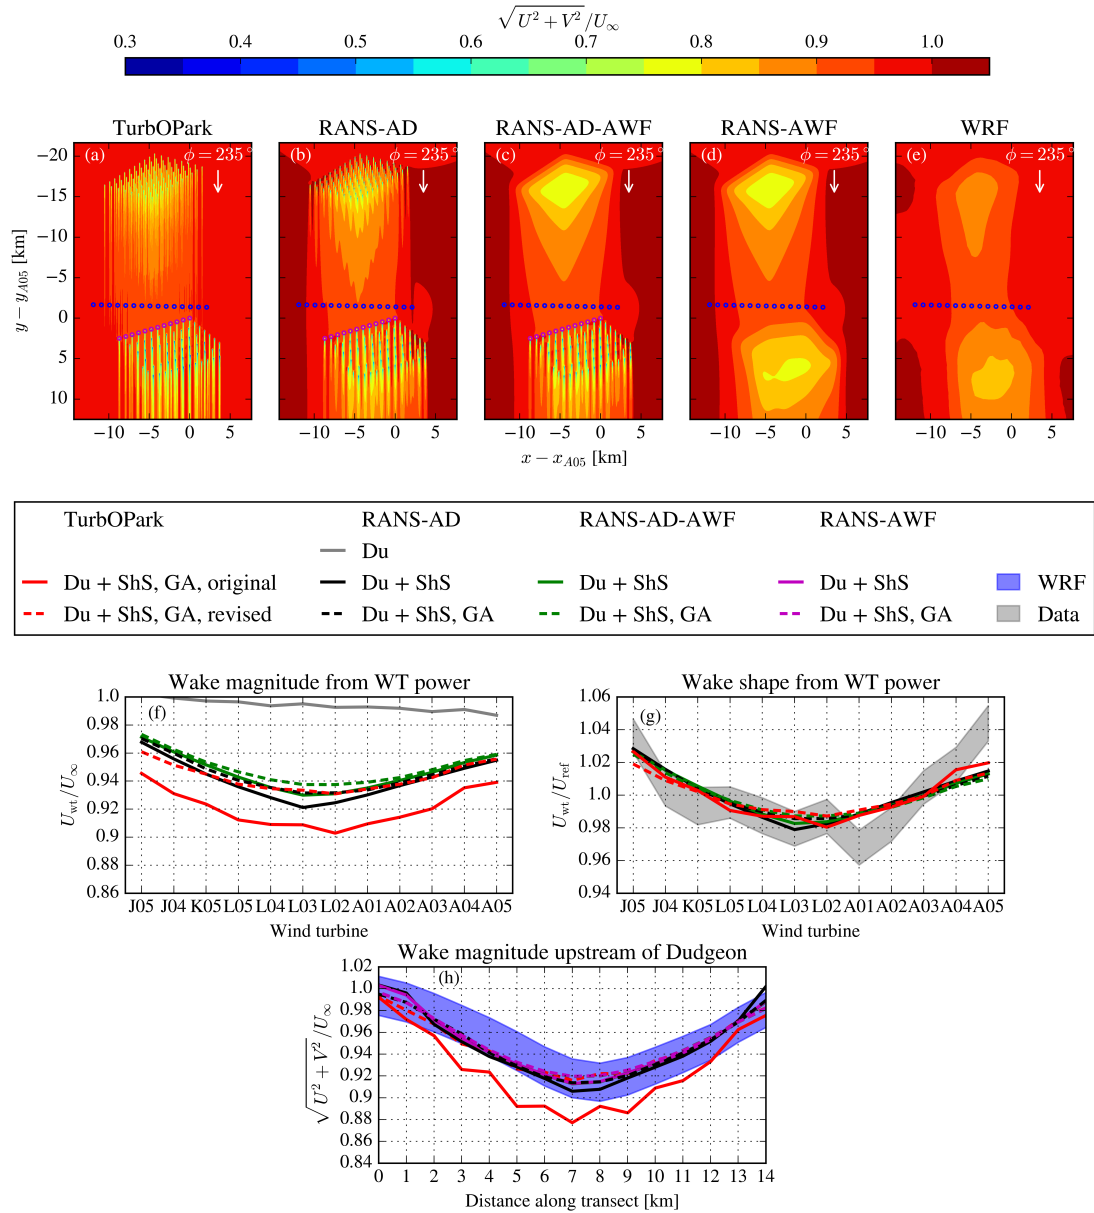 √U² + V²/U∞
0.3 0.4 0.5 0.6 0.7 0.8 0.9 1.0
TurbOPark RANS-AD RANS-AD-AWF RANS-AWF WRF
(a) ϕ = 235° (b) ϕ = 235° (c) ϕ = 235° (d) ϕ = 235° (e) ϕ = 235°
−20
−15
−10
−5
0
5
10
y − y_A05 [km]
−10 −5 0 5 −10 −5 0 5 −10 −5 0 5 −10 −5 0 5 −10 −5 0 5
x − x_A05 [km]
TurbOPark RANS-AD RANS-AD-AWF RANS-AWF
Du
Du + ShS, GA, original Du + ShS Du + ShS Du + ShS WRF
Du + ShS, GA, revised Du + ShS, GA Du + ShS, GA Du + ShS, GA Data
Wake magnitude from WT power
(f)
1.0
0.98
0.96
0.94
0.92
0.9
0.88
0.86
U_wt/U∞
J05 J04 K05 L05 L04 L03 L02 A01 A02 A03 A04 A05
Wind turbine
Wake shape from WT power
(g)
1.06
1.04
1.02
1.0
0.98
0.96
0.94
U_wt/U_ref
J05 J04 K05 L05 L04 L03 L02 A01 A02 A03 A04 A05
Wind turbine
Wake magnitude upstream of Dudgeon
(h)
1.02
1.0
0.98
0.96
0.94
0.92
0.9
0.88
0.86
0.84
√U² + V²/U∞
0 1 2 3 4 5 6 7 8 9 10 11 12 13 14
Distance along transect [km]